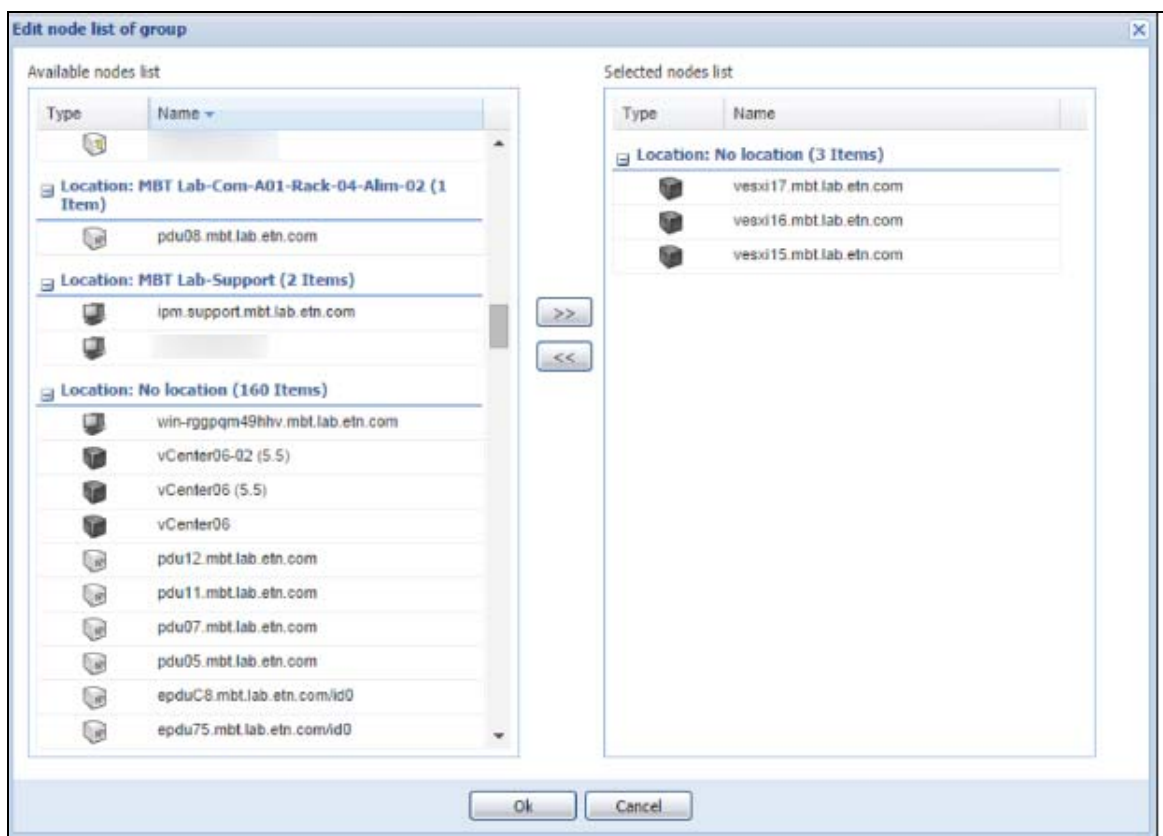 Edit node list of group
Available nodes list
Type Name
Location: MBT Lab-Com-A01-Rack-04-Alim-02 (1
Item)
pdu08.mbt.lab.etn.com
Location: MBT Lab-Support (2 Items)
ipm.support.mbt.lab.etn.com
Location: No location (160 Items)
win-rggpqm49hhv.mbt.lab.etn.com
vCenter06-02 (5.5)
vCenter06 (5.5)
vCenter06
pdu12.mbt.lab.etn.com
pdu11.mbt.lab.etn.com
pdu07.mbt.lab.etn.com
pdu05.mbt.lab.etn.com
epduC8.mbt.lab.etn.com/id0
epdu75.mbt.lab.etn.com/id0
>>
<<
Selected nodes list
Type Name
Location: No location (3 Items)
vesxi17.mbt.lab.etn.com
vesxi16.mbt.lab.etn.com
vesxi15.mbt.lab.etn.com
Ok Cancel